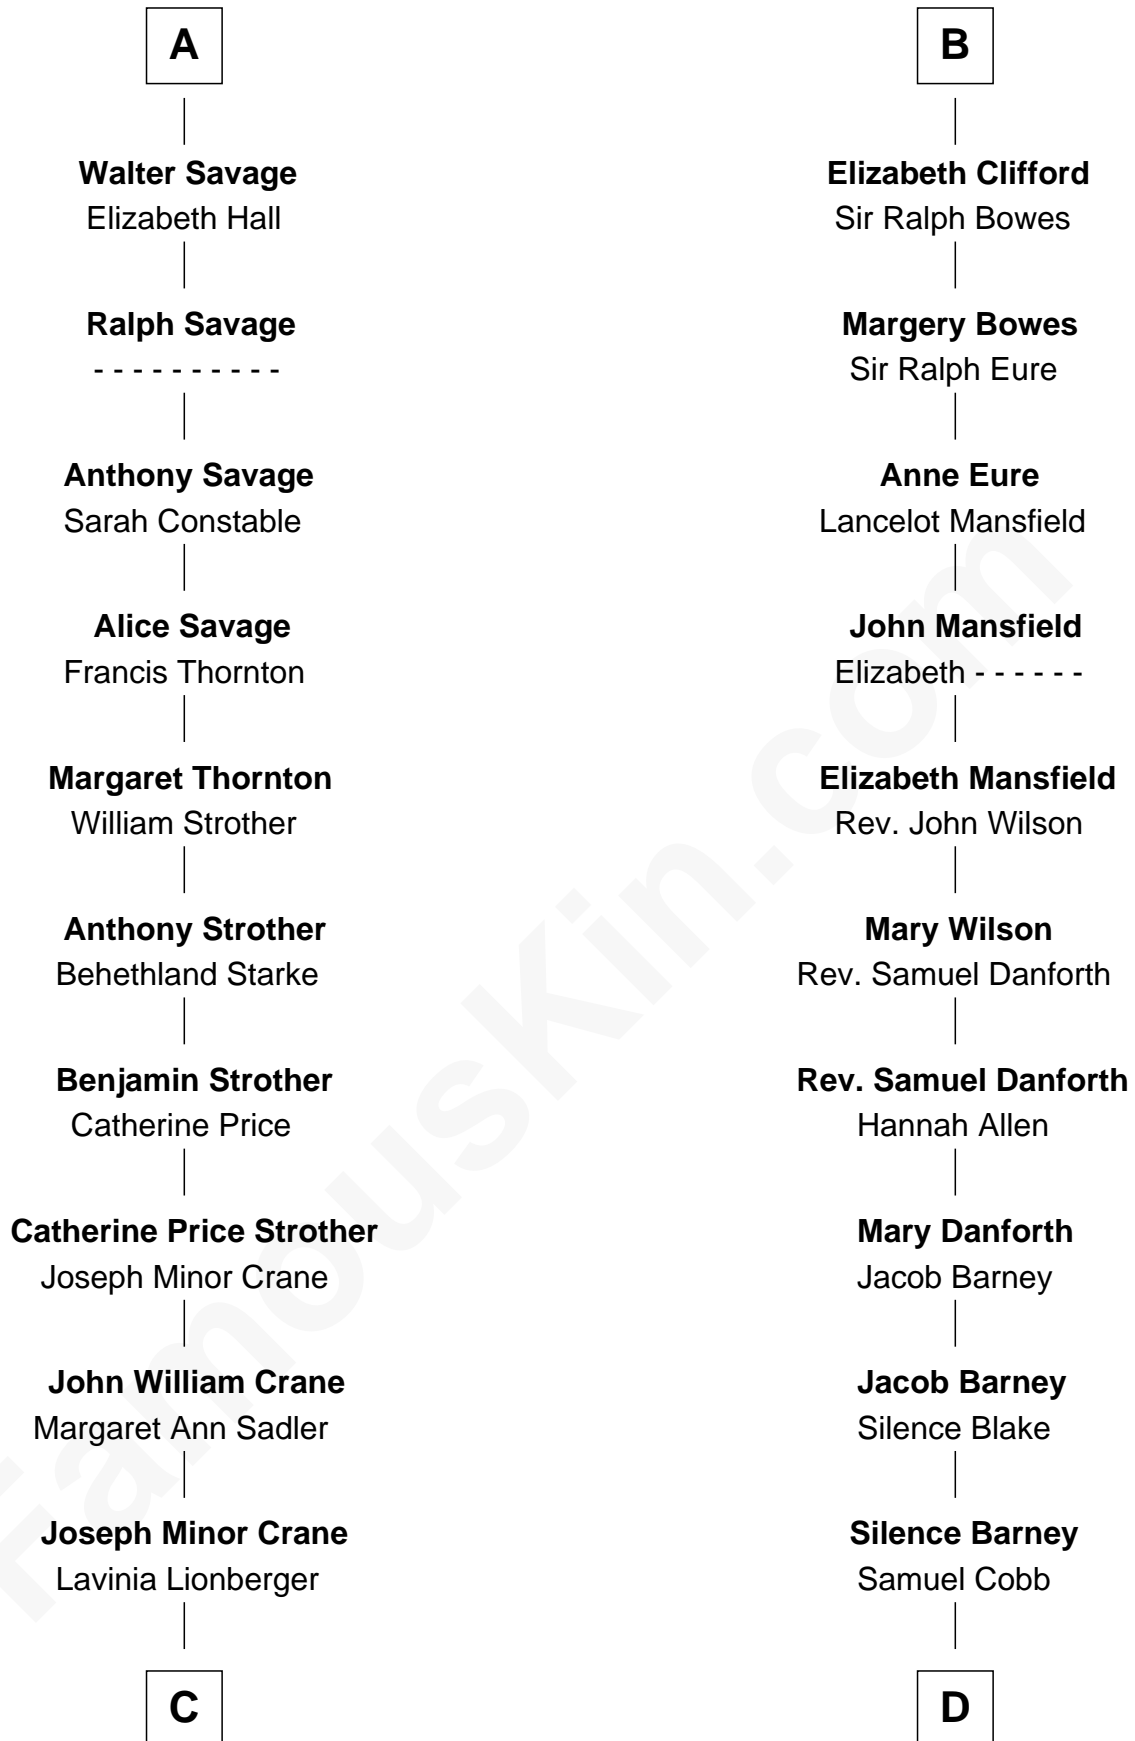 A
Walter Savage
Elizabeth Hall
Ralph Savage
- - - - - - - - - -
Anthony Savage
Sarah Constable
Alice Savage
Francis Thornton
Margaret Thornton
William Strother
Anthony Strother
Behethland Starke
Benjamin Strother
Catherine Price
Catherine Price Strother
Joseph Minor Crane
John William Crane
Margaret Ann Sadler
Joseph Minor Crane
Lavinia Lionberger
C
B
Elizabeth Clifford
Sir Ralph Bowes
Margery Bowes
Sir Ralph Eure
Anne Eure
Lancelot Mansfield
John Mansfield
Elizabeth - - - - - -
Elizabeth Mansfield
Rev. John Wilson
Mary Wilson
Rev. Samuel Danforth
Rev. Samuel Danforth
Hannah Allen
Mary Danforth
Jacob Barney
Jacob Barney
Silence Blake
Silence Barney
Samuel Cobb
D
FamousKin.com